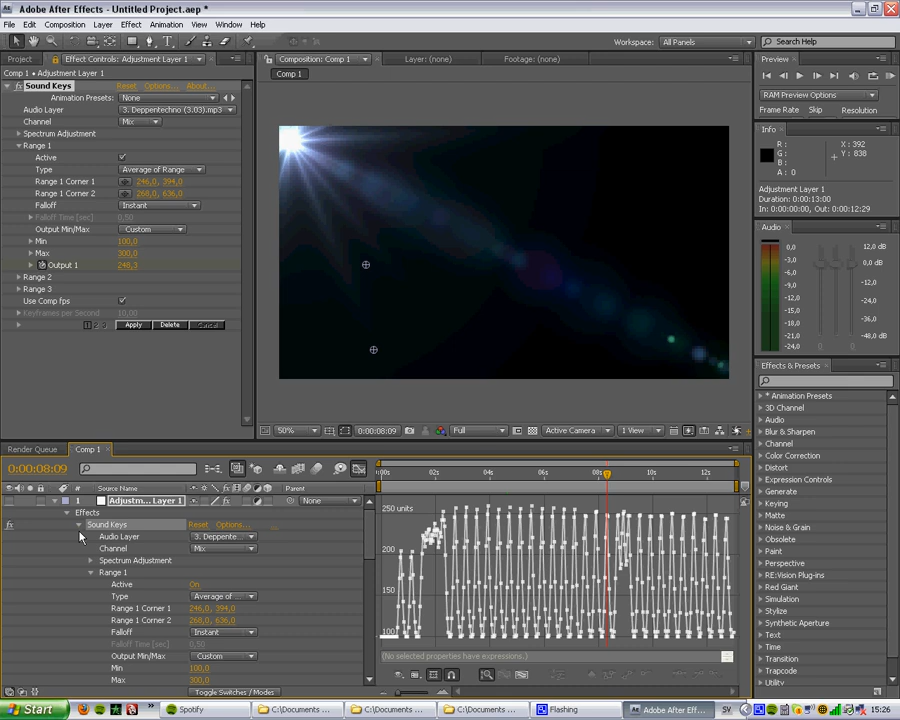 Adobe After Effects - Untitled Project.aep *
File Edit Composition Layer Effect Animation View Window Help
Workspace: All Panels Search Help
Project Effect Controls: Adjustment Layer 1 Composition: Comp 1 Layer: (none) Footage: (none) Preview
Comp 1 • Adjustment Layer 1 Comp 1
Sound Keys Reset Options... About...
Animation Presets: None
Audio Layer 3. Deppentechno (3.03).mp3
Channel Mix
Spectrum Adjustment
Range 1
Active
Type Average of Range
Range 1 Corner 1 246,0, 394,0
Range 1 Corner 2 268,0, 636,0
Falloff Instant
Falloff Time [sec] 0,50
Output Min/Max Custom
Min 100,0
Max 300,0
Output 1 248,3
Range 2
Range 3
Use Comp fps
Keyframes per Second 10,00
1 2 3 Apply Delete Cancel
RAM Preview Options
Frame Rate Skip Resolution
Info
R : X : 392
G : Y : 838
B :
A : 0
Adjustment Layer 1
Duration: 0:00:13:00
In: 0:00:00:00, Out: 0:00:12:29
Audio
0,0 12,0 dB
-3,0
-6,0 0,0 dB
-9,0
-12,0 -12,0
-15,0 -24,0
-18,0
-21,0 -36,0
-24,0 -48,0 dB
Effects & Presets
* Animation Presets
3D Channel
Audio
Blur & Sharpen
Channel
Color Correction
Distort
Expression Controls
Generate
Keying
Matte
Noise & Grain
Obsolete
Paint
Perspective
RE:Vision Plug-ins
Red Giant
Simulation
Stylize
Synthetic Aperture
Text
Time
Transition
Trapcode
Utility
50% 0:00:08:09 Full Active Camera 1 View
Render Queue Comp 1
0:00:08:09
# Source Name Parent
:00s 02s 04s 06s 08s 10s 12s
1 Adjustm... Layer 1 None
Effects
Sound Keys Reset Options...
Audio Layer 3. Deppente...
Channel Mix
Spectrum Adjustment
Range 1
Active On
Type Average of ...
Range 1 Corner 1 246,0, 394,0
Range 1 Corner 2 268,0, 636,0
Falloff Instant
Falloff Time [sec] 0,50
Output Min/Max Custom
Min 100,0
Max 300,0
250 units
200
150
100
(No selected properties have expressions.)
Toggle Switches / Modes
Start Spotify C:\Documents ... C:\Documents ... C:\Documents ... Flashing Adobe After Eff... SV 15:26